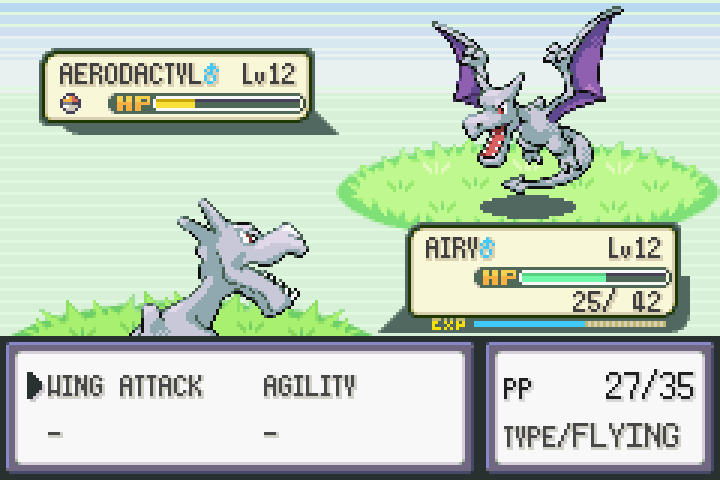 AERODACTYL♂ Lv12
HP
AIRY♂ Lv12
HP
25/ 42
EXP
WING ATTACK AGILITY
- -
PP 27/35
TYPE/FLYING